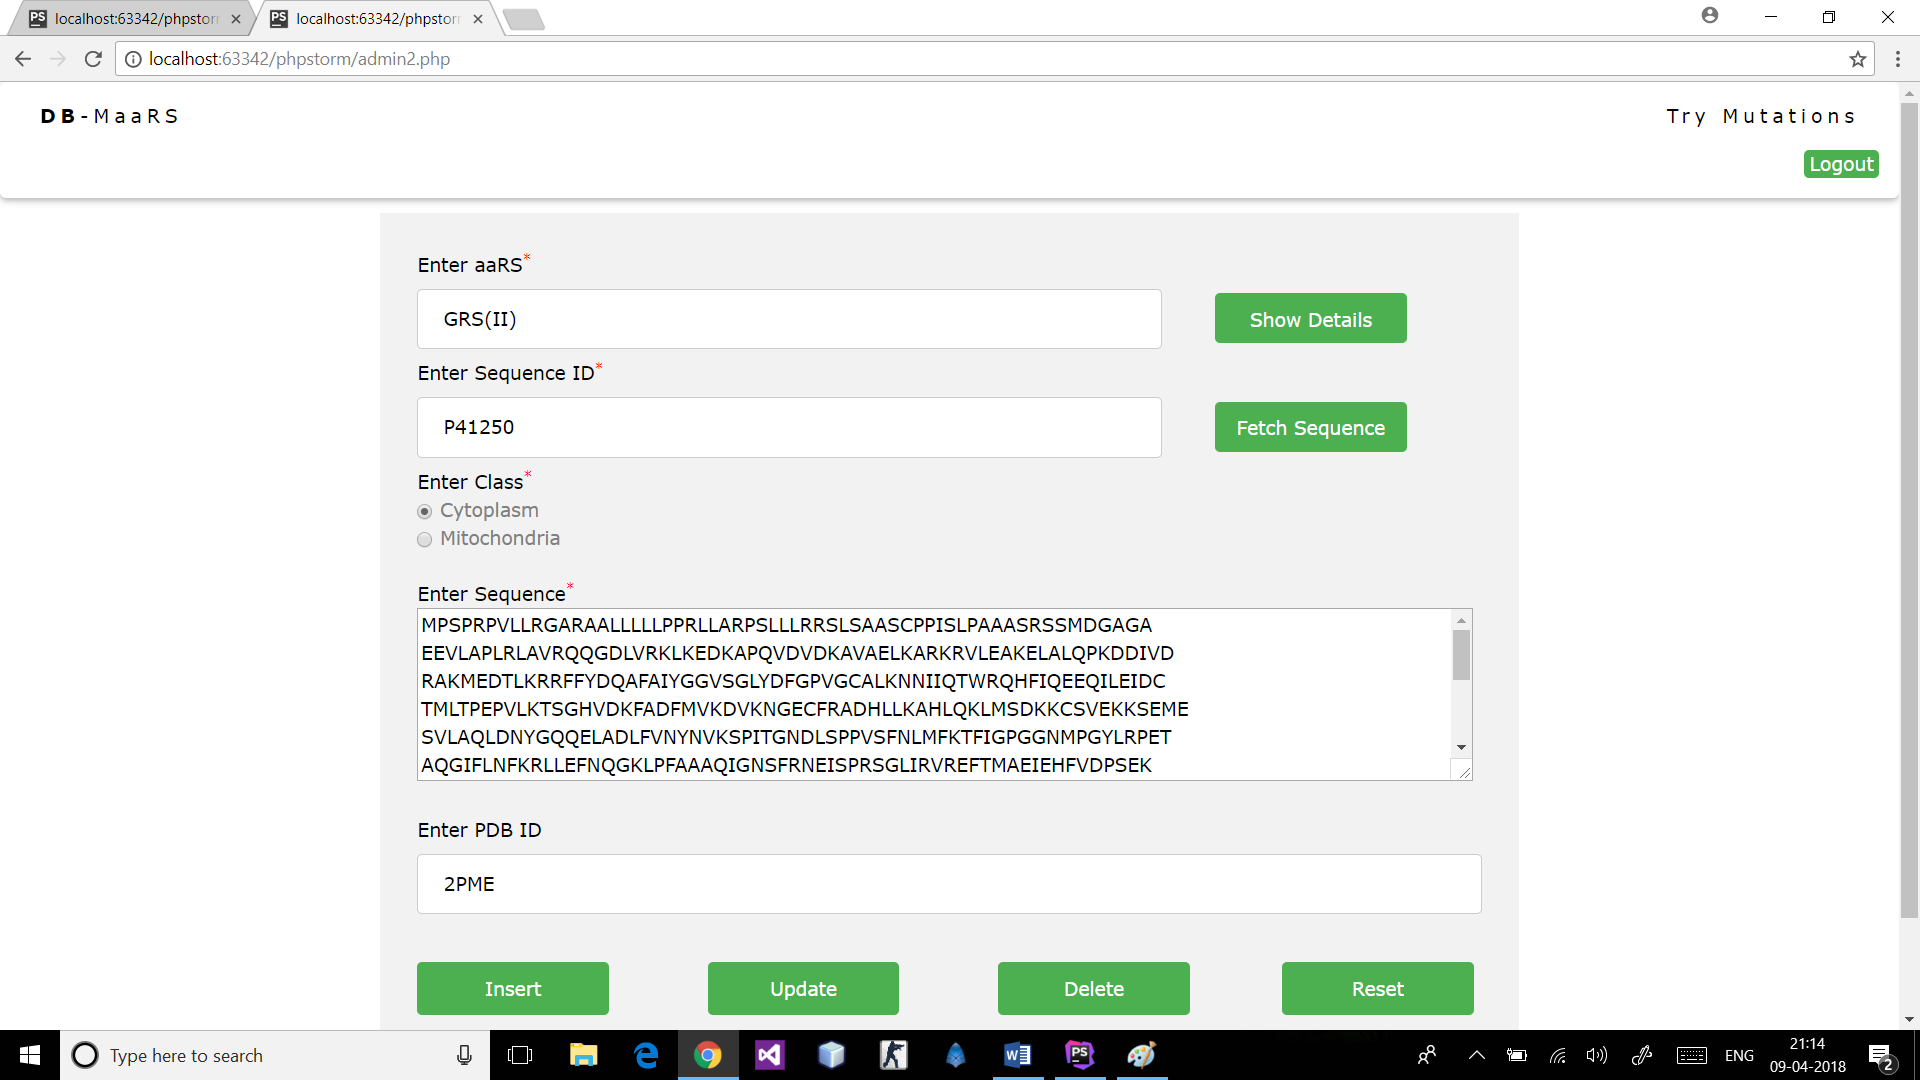 localhost:63342/phpstorm
localhost:63342/phpstorm
localhost:63342/phpstorm/admin2.php
DB-MaaRS
Try Mutations
Logout
Enter aaRS*
GRS(II)
Show Details
Enter Sequence ID*
P41250
Fetch Sequence
Enter Class*
Cytoplasm
Mitochondria
Enter Sequence*
MPSPRPVLLRGARAALLLLLPPRLLARPSLLLRRSLSAASCPPISLPAAASRSSMDGAGA
EEVLAPLRLAVRQQGDLVRKLKEDKAPQVDVDKAVAELKARKRVLEAKELALQPKDDIVD
RAKMEDTLKRRFFYDQAFAIYGGVSGLYDFGPVGCALKNNIIQTWRQHFIQEEQILEIDC
TMLTPEPVLKTSGHVDKFADFMVKDVKNGECFRADHLLKAHLQKLMSDKKCSVEKKSEME
SVLAQLDNYGQQELADLFVNYNVKSPITGNDLSPPVSFNLMFKTFIGPGGNMPGYLRPET
AQGIFLNFKRLLEFNQGKLPFAAAQIGNSFRNEISPRSGLIRVREFTMAEIEHFVDPSEK
Enter PDB ID
2PME
Insert
Update
Delete
Reset
Type here to search
ENG
21:14
09-04-2018
2